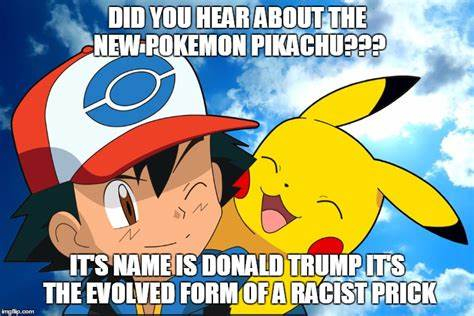 DID YOU HEAR ABOUT THE
NEW POKEMON PIKACHU???
IT'S NAME IS DONALD TRUMP IT'S
THE EVOLVED FORM OF A RACIST PRICK
imgflip.com